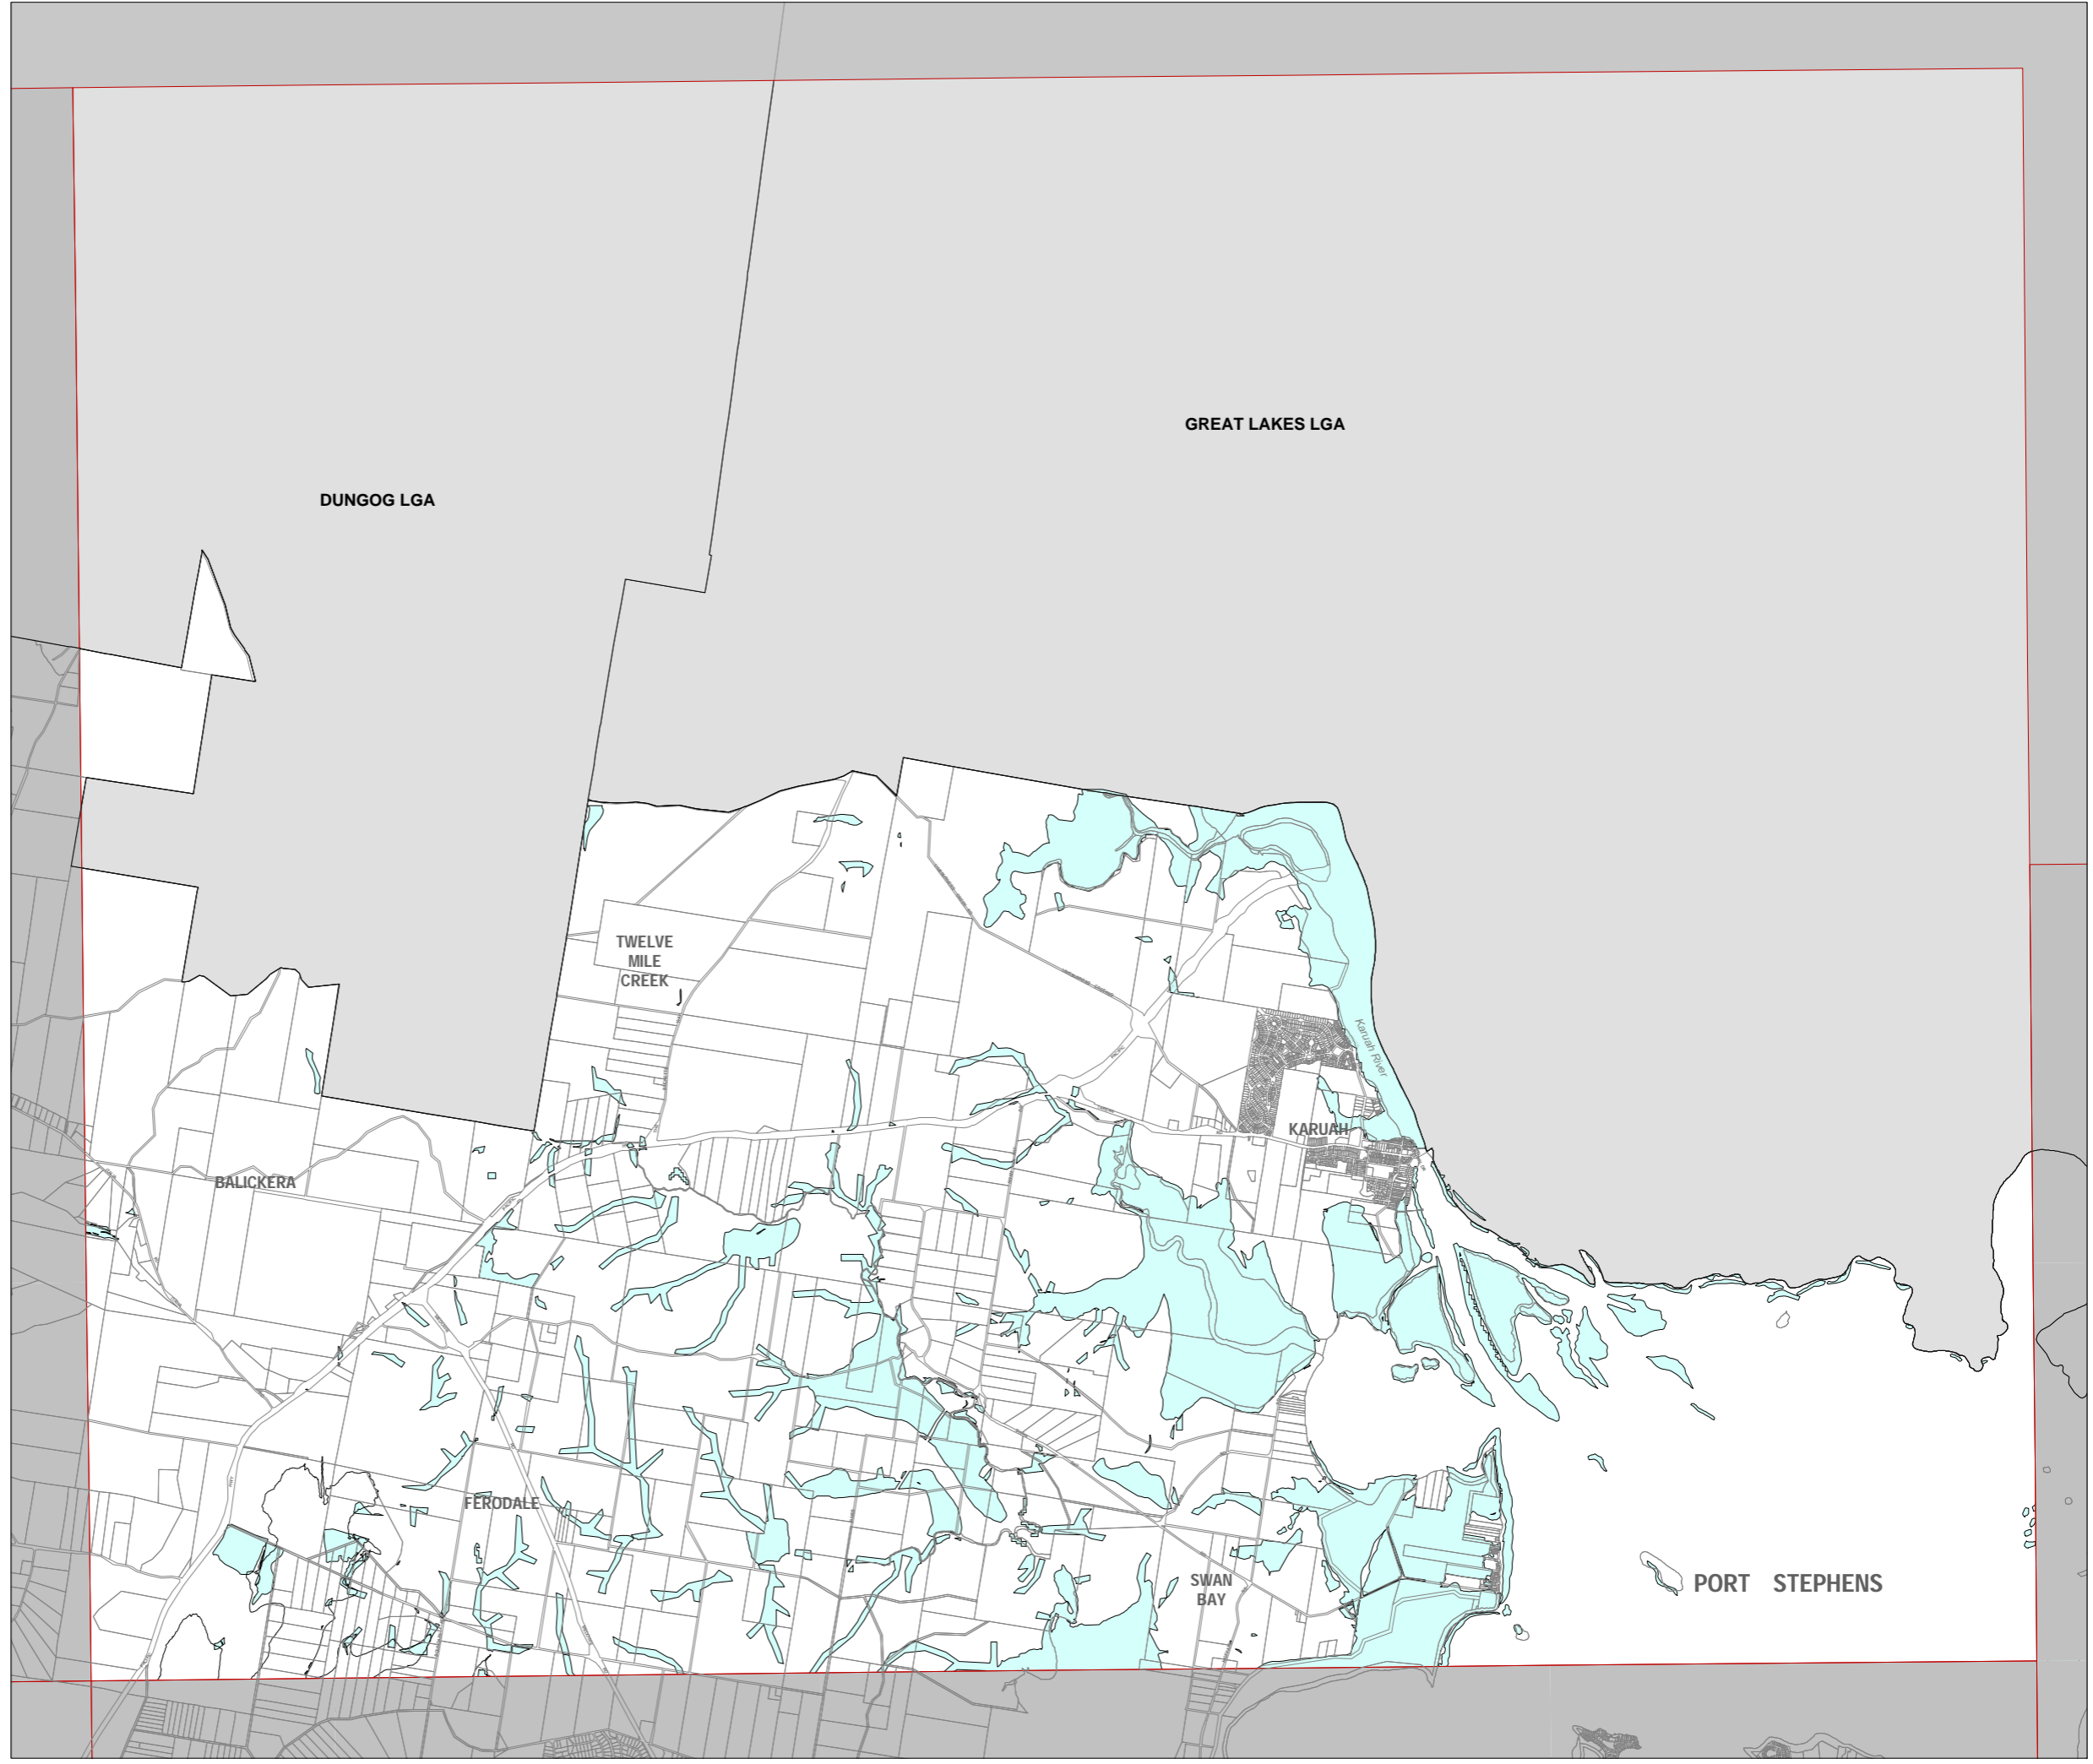 GREAT LAKES LGA
DUNGOG LGA
TWELVE
MILE
CREEK
Karuah River
KARUAH
BALICKERA
FERODALE
SWAN
BAY
PORT STEPHENS